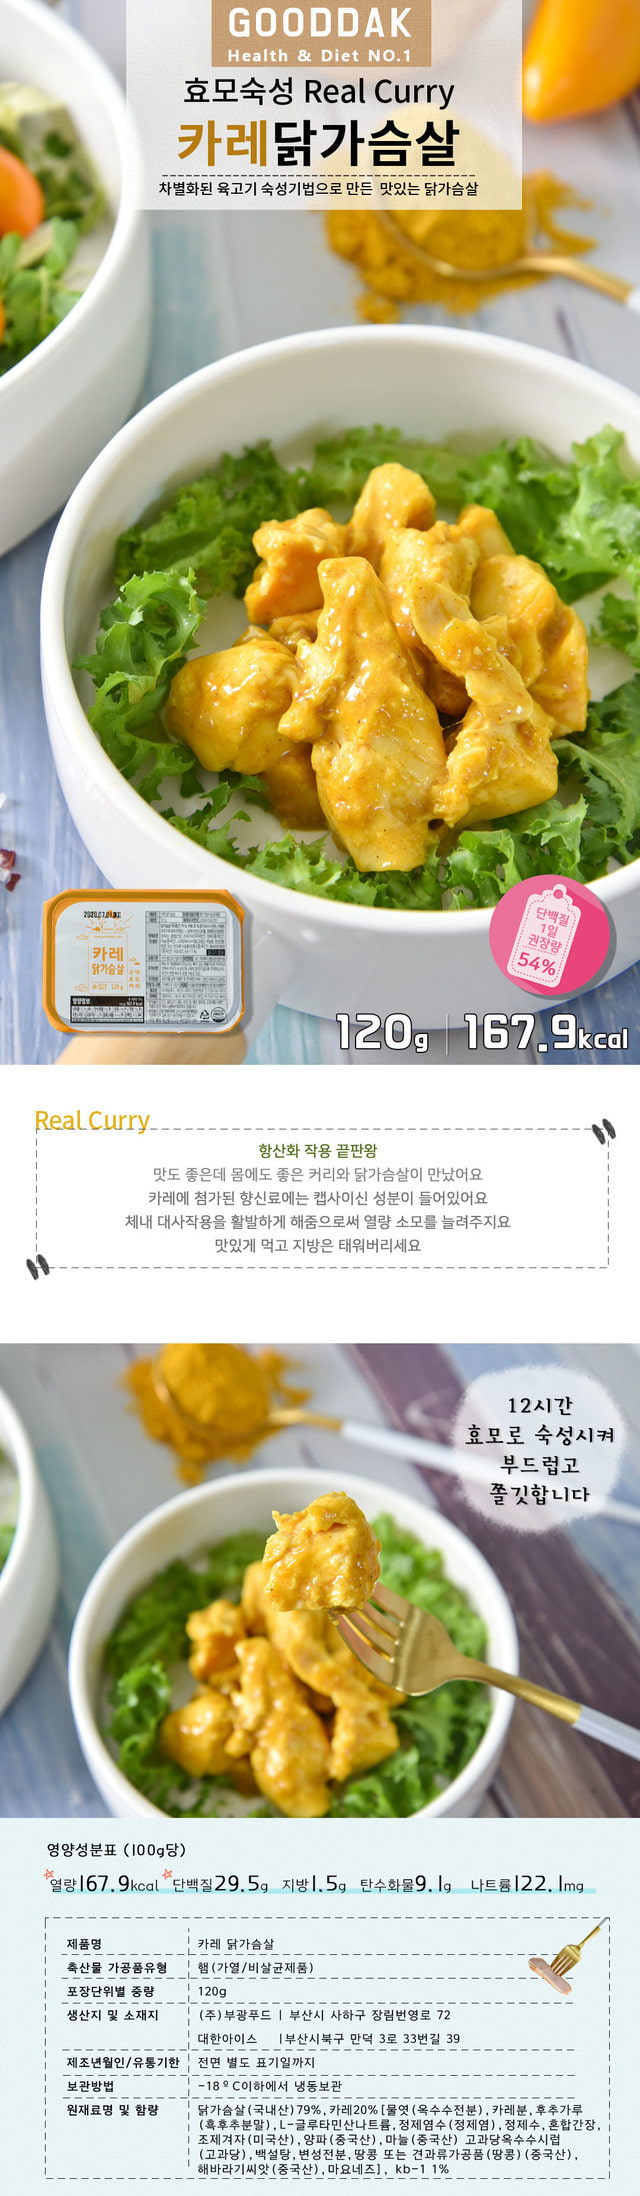 GOODDAK
Health & Diet NO.1
효모숙성 Real Curry
카레닭가슴살
차별화된 육고기 숙성기법으로 만든 맛있는 닭가슴살
카레
닭가슴살
단백질
1일
권장량
54%
120g 167.9kcal
Real Curry
항산화 작용 끝판왕
맛도 좋은데 몸에도 좋은 커리와 닭가슴살이 만났어요
카레에 첨가된 향신료에는 캡사이신 성분이 들어있어요
체내 대사작용을 활발하게 해줌으로써 열량 소모를 늘려주지요
맛있게 먹고 지방은 태워버리세요
12시간
효모로 숙성시켜
부드럽고
쫄깃합니다
영양성분표 (100g당)
열량167.9kcal 단백질29.5g 지방1.5g 탄수화물9.1g 나트륨122.1mg
제품명 카레 닭가슴살
축산물 가공품유형 햄(가열/비살균제품)
포장단위별 중량 120g
생산지 및 소재지 (주)부광푸드 | 부산시 사하구 장림번영로 72
대한아이스 |부산시북구 만덕 3로 33번길 39
제조년월인/유통기한 전면 별도 표기일까지
보관방법 -18ºC이하에서 냉동보관
원재료명 및 함량 닭가슴살(국내산)79%,카레20%[물엿(옥수수전분),카레분,후추가루
(흑후추분말),L-글루타민산나트륨,정제염수(정제염),정제수,혼합간장,
조제겨자(미국산),양파(중국산),마늘(중국산) 고과당옥수수시럽
(고과당),백설탕,변성전분,땅콩 또는 견과류가공품(땅콩)(중국산),
해바라기씨앗(중국산),마요네즈], kb-1 1%